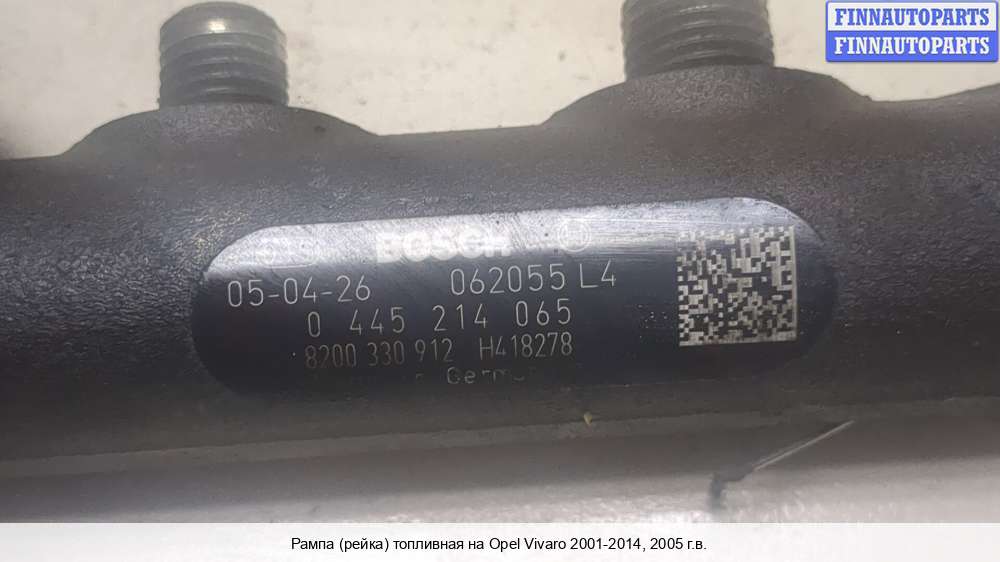 FINNAUTOPARTS
FINNAUTOPARTS
BOSCH
05-04-26 062055 L4
0 445 214 065
8200 330 912 H418278
Рампа (рейка) топливная на Opel Vivaro 2001-2014, 2005 г.в.